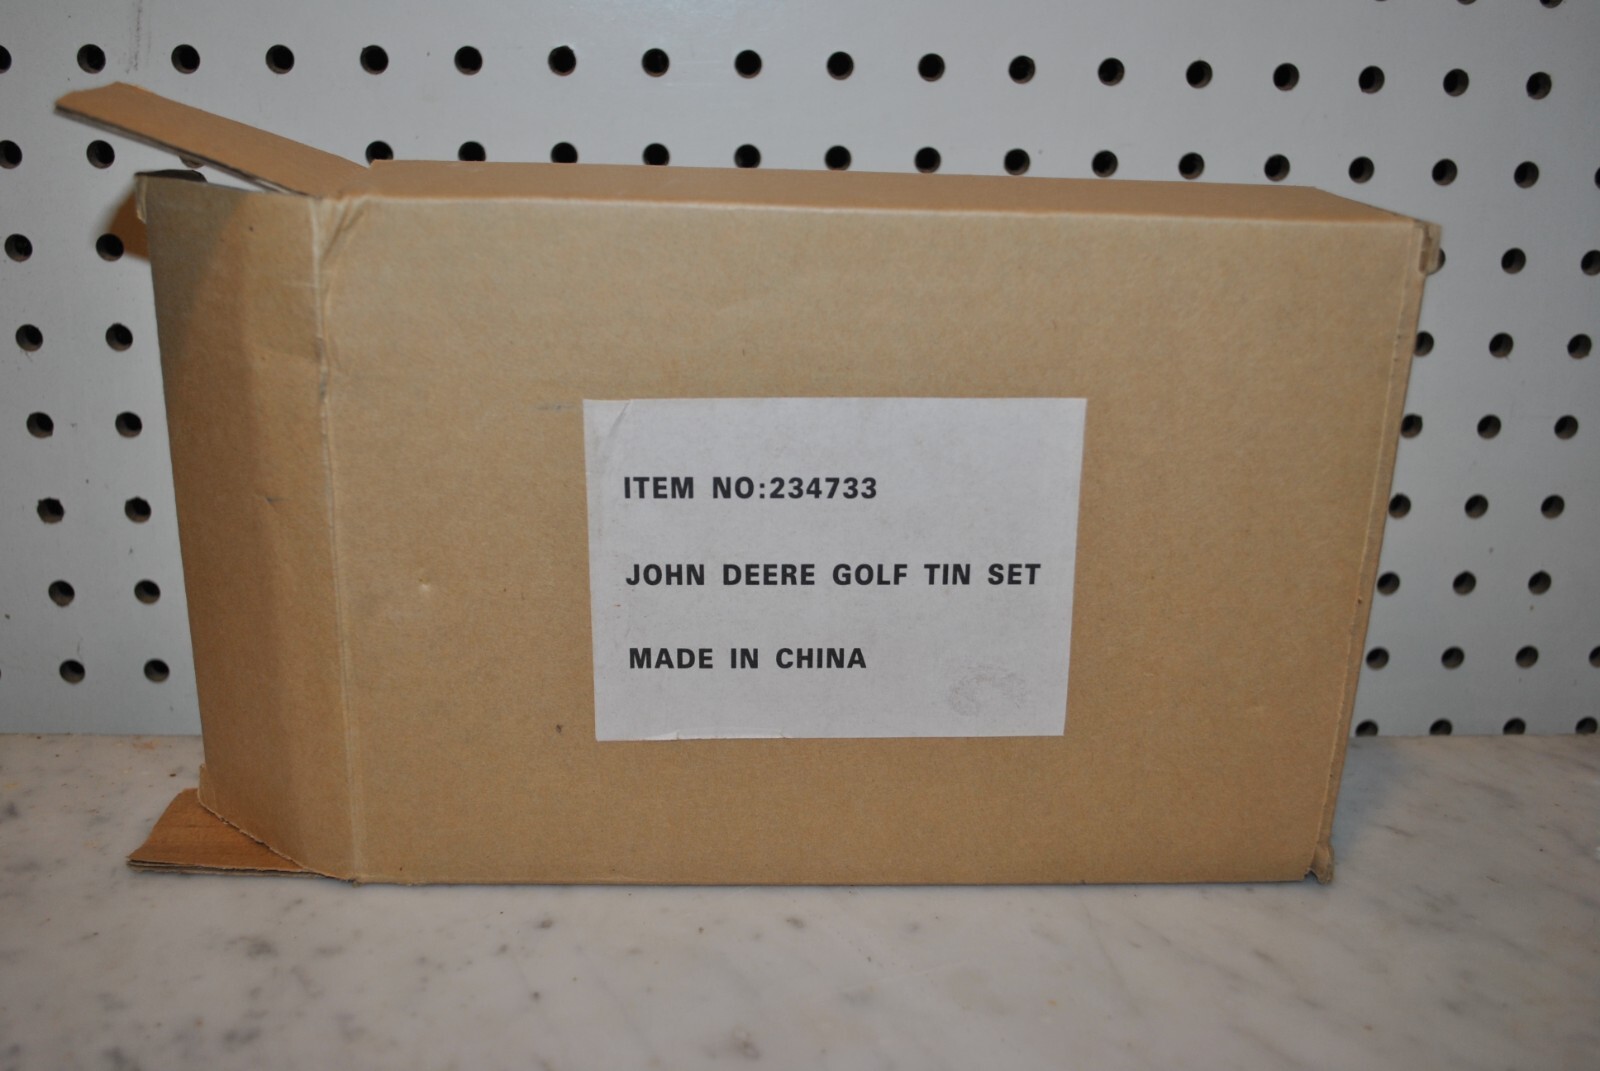 ITEM NO:234733
JOHN DEERE GOLF TIN SET
MADE IN CHINA